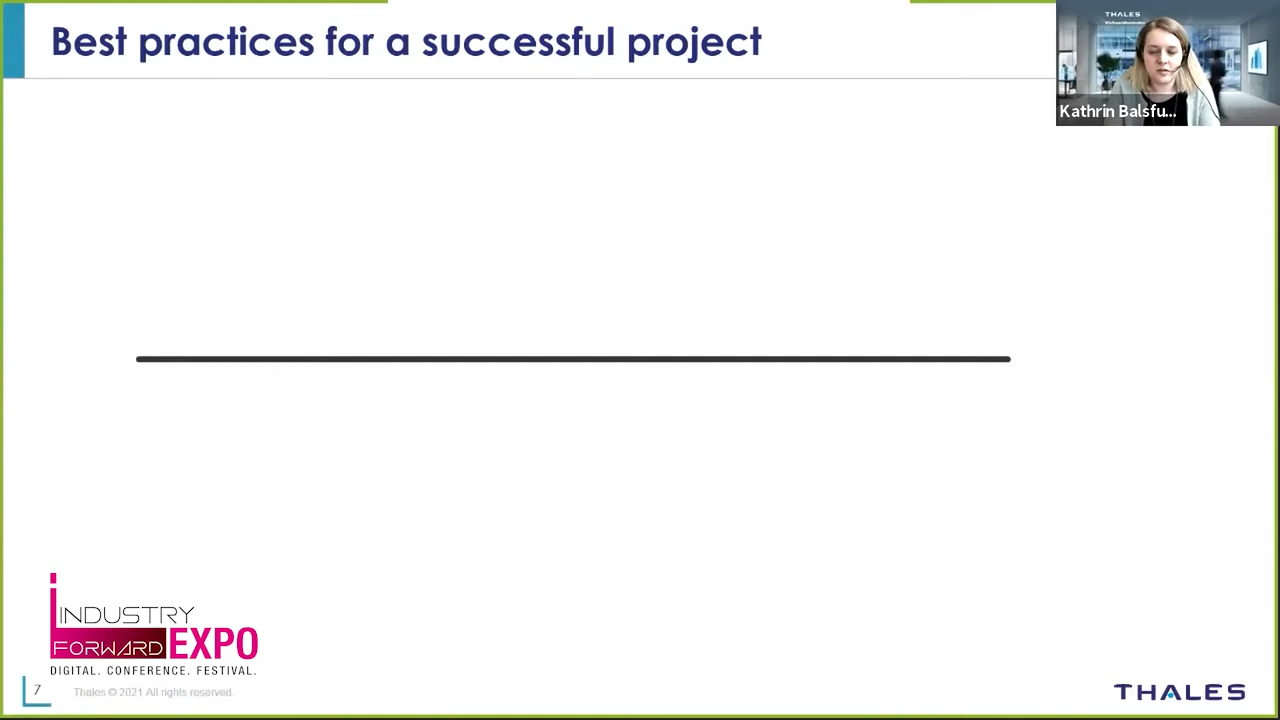 Best practices for a successful project
THALES
Kathrin Balsfu...
INDUSTRY
FORWARD EXPO
DIGITAL. CONFERENCE. FESTIVAL.
7
Thales © 2021 All rights reserved.
THALES